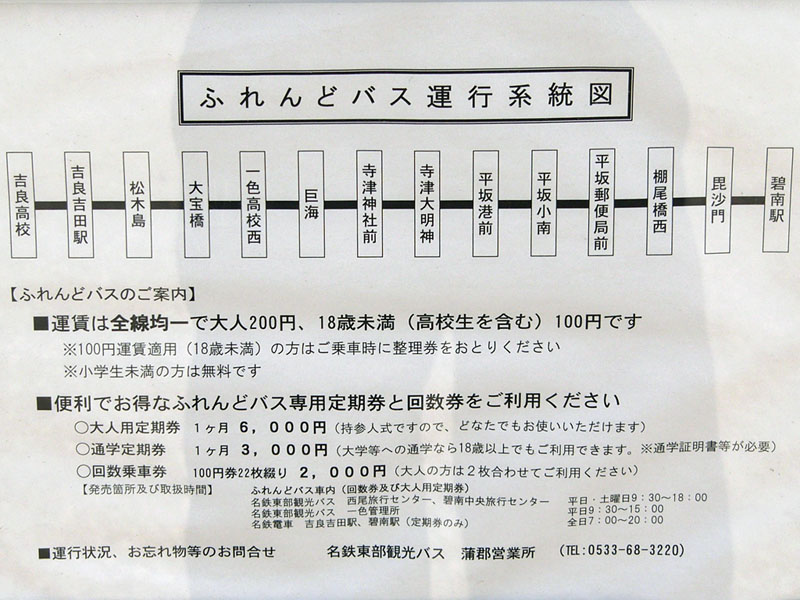 ふれんどバス運行系統図
吉良高校
吉良吉田駅
松木島
大宝橋
一色高校西
巨海
寺津神社前
寺津大明神
平坂港前
平坂小南
平坂郵便局前
棚尾橋西
毘沙門
碧南駅
【ふれんどバスのご案内】
■運賃は全線均一で大人200円、18歳未満（高校生を含む）100円です
※100円運賃適用（18歳未満）の方はご乗車時に整理券をおとりください
※小学生未満の方は無料です
■便利でお得なふれんどバス専用定期券と回数券をご利用ください
○大人用定期券 1ヶ月 6,000円（持参人式ですので、どなたでもお使いいただけます）
○通学定期券 1ヶ月 3,000円（大学等への通学なら18歳以上でもご利用できます。※通学証明書等が必要）
○回数乗車券 100円券22枚綴り 2,000円（大人の方は２枚合わせてご利用ください）
【発売箇所及び取扱時間】 ふれんどバス車内（回数券及び大人用定期券）
名鉄東部観光バス 西尾旅行センター、碧南中央旅行センター 平日・土曜日9：30～18：00
名鉄東部観光バス 一色管理所 平日9：30～15：00
名鉄電車 吉良吉田駅、碧南駅（定期券のみ） 全日7：00～20：00
■運行状況、お忘れ物等のお問合せ 名鉄東部観光バス 蒲郡営業所 （TEL:0533-68-3220）